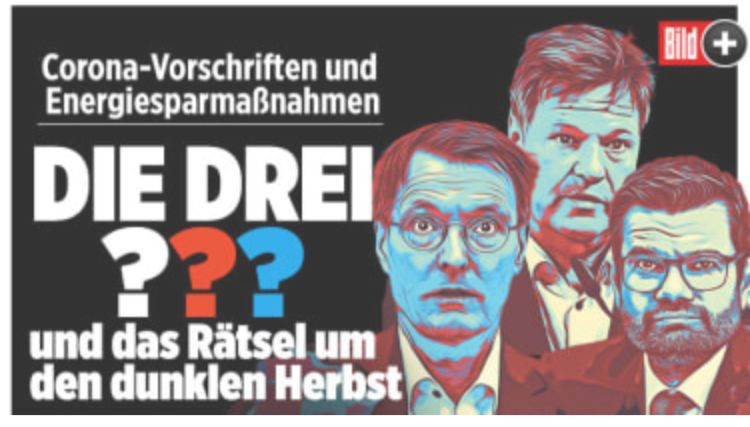 Bild +
Corona-Vorschriften und
Energiesparmaßnahmen
DIE DREI
???
und das Rätsel um
den dunklen Herbst